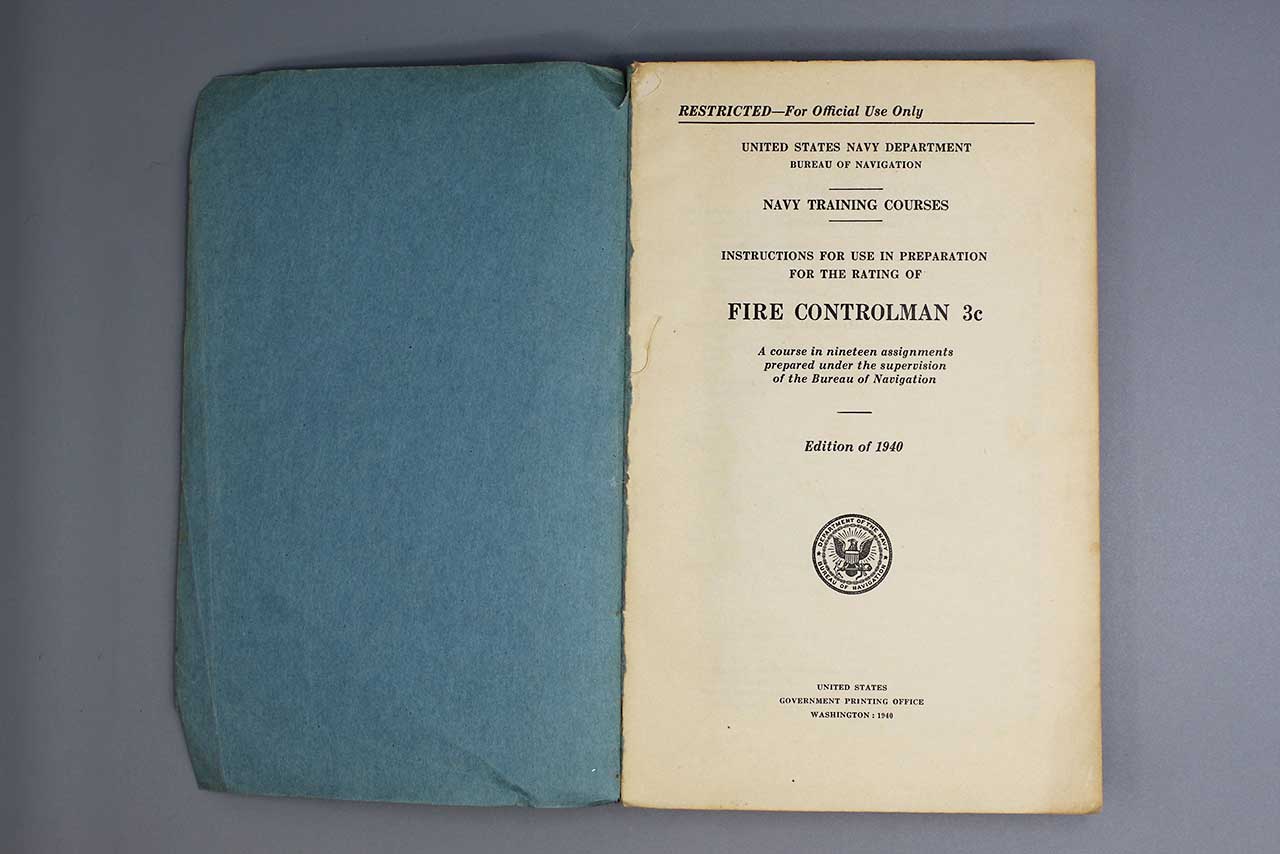 RESTRICTED—For Official Use Only
UNITED STATES NAVY DEPARTMENT
BUREAU OF NAVIGATION
NAVY TRAINING COURSES
INSTRUCTIONS FOR USE IN PREPARATION
FOR THE RATING OF
FIRE CONTROLMAN 3c
A course in nineteen assignments
prepared under the supervision
of the Bureau of Navigation
Edition of 1940
DEPARTMENT OF THE NAVY
BUREAU OF NAVIGATION
UNITED STATES
GOVERNMENT PRINTING OFFICE
WASHINGTON : 1940